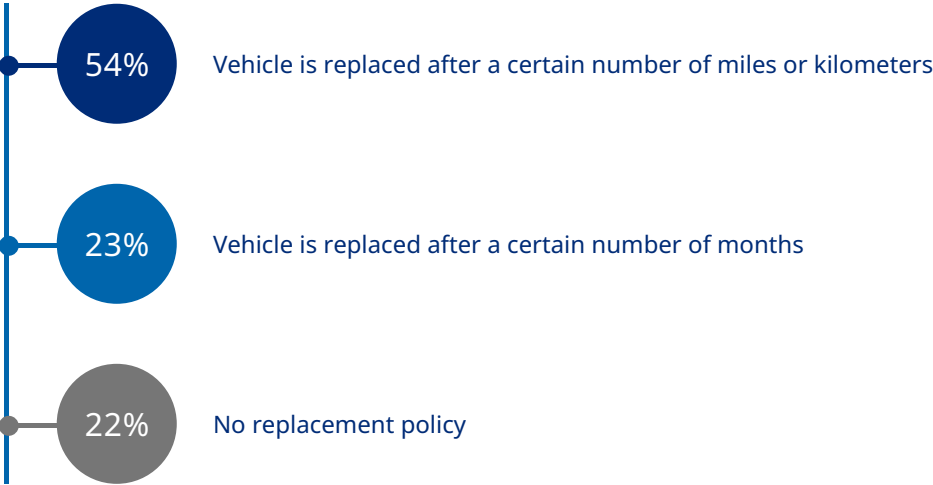 54% Vehicle is replaced after a certain number of miles or kilometers
23% Vehicle is replaced after a certain number of months
22% No replacement policy